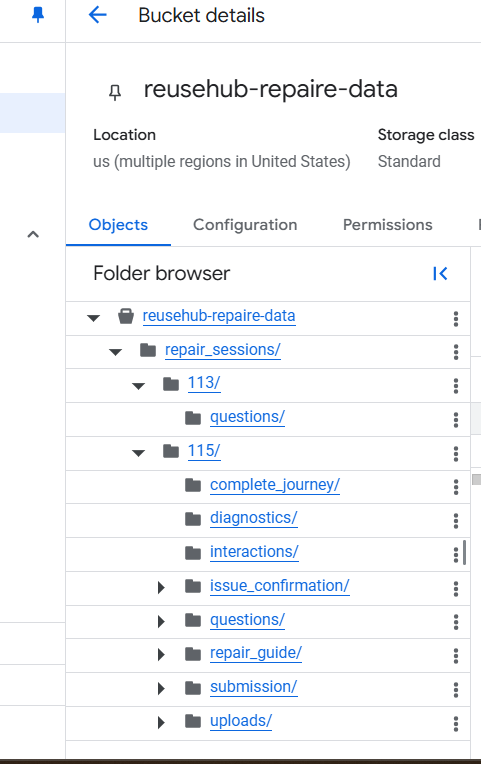 Bucket details
reusehub-repaire-data
Location Storage class
us (multiple regions in United States) Standard
Objects Configuration Permissions
Folder browser
reusehub-repaire-data
repair_sessions/
113/
questions/
115/
complete_journey/
diagnostics/
interactions/
issue_confirmation/
questions/
repair_guide/
submission/
uploads/